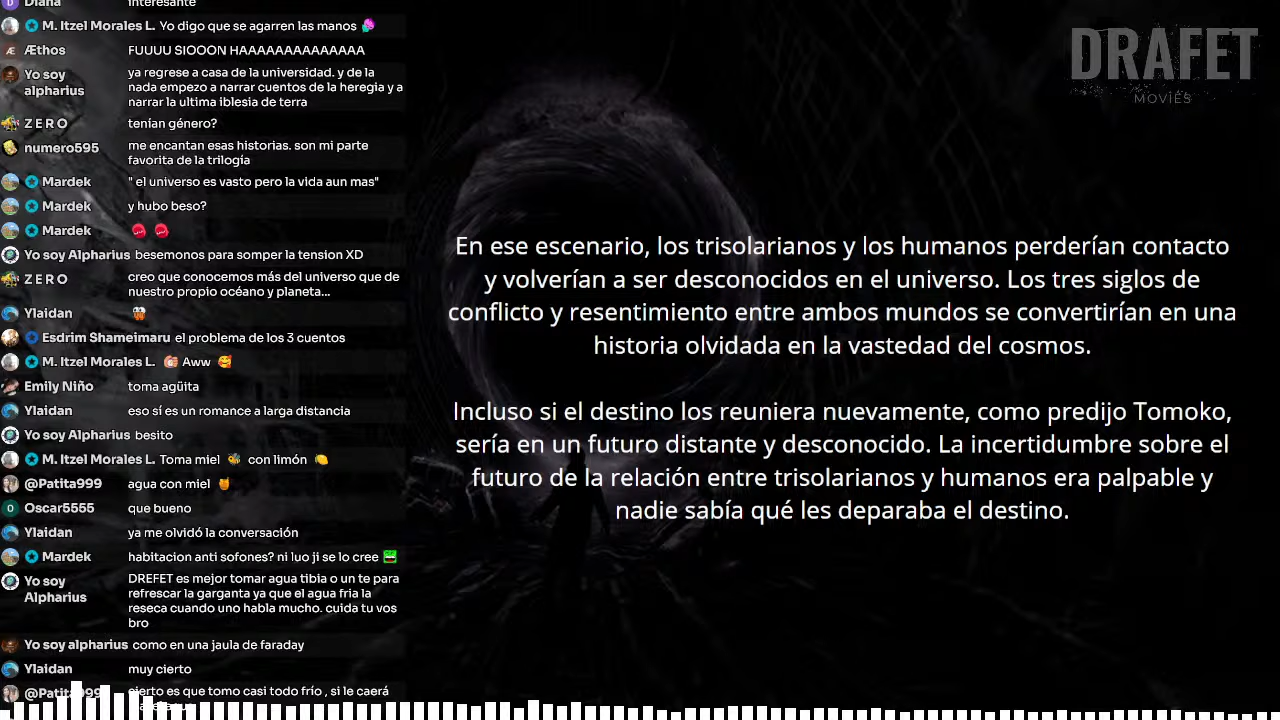 Diana interesante
M. Itzel Morales L. Yo digo que se agarren las manos
Æthos FUUUU SIOOON HAAAAAAAAAAAAAA
Yo soy alpharius ya regrese a casa de la universidad. y de la
nada empezo a narrar cuentos de la heregia y a
narrar la ultima iblesia de terra
Z E R O tenian género?
numero595 me encantan esas historias. son mi parte
favorita de la trilogía
Mardek " el universo es vasto pero la vida aun mas"
Mardek y hubo beso?
Mardek
Yo soy Alpharius besemonos para somper la tension XD
Z E R O creo que conocemos más del universo que de
nuestro propio océano y planeta...
Ylaidan
Esdrim Shameimaru el problema de los 3 cuentos
M. Itzel Morales L. Aww
Emily Niño toma agüita
Ylaidan eso sí es un romance a larga distancia
Yo soy Alpharius besito
M. Itzel Morales L. Toma miel con limón
@Patita999 agua con miel
Oscar5555 que bueno
Ylaidan ya me olvidó la conversación
Mardek habitacion anti sofones? ni luo ji se lo cree
Yo soy Alpharius DREFET es mejor tomar agua tibia o un te para
refrescar la garganta ya que el agua fria la
reseca cuando uno habla mucho. cuida tu vos
bro
Yo soy alpharius como en una jaula de faraday
Ylaidan muy cierto
@Patita999 cierto es que tomo casi todo frío , si le caerá
DRAFET
MOVIES
En ese escenario, los trisolarianos y los humanos perderían contacto
y volverían a ser desconocidos en el universo. Los tres siglos de
conflicto y resentimiento entre ambos mundos se convertirían en una
historia olvidada en la vastedad del cosmos.
Incluso si el destino los reuniera nuevamente, como predijo Tomoko,
sería en un futuro distante y desconocido. La incertidumbre sobre el
futuro de la relación entre trisolarianos y humanos era palpable y
nadie sabía qué les deparaba el destino.